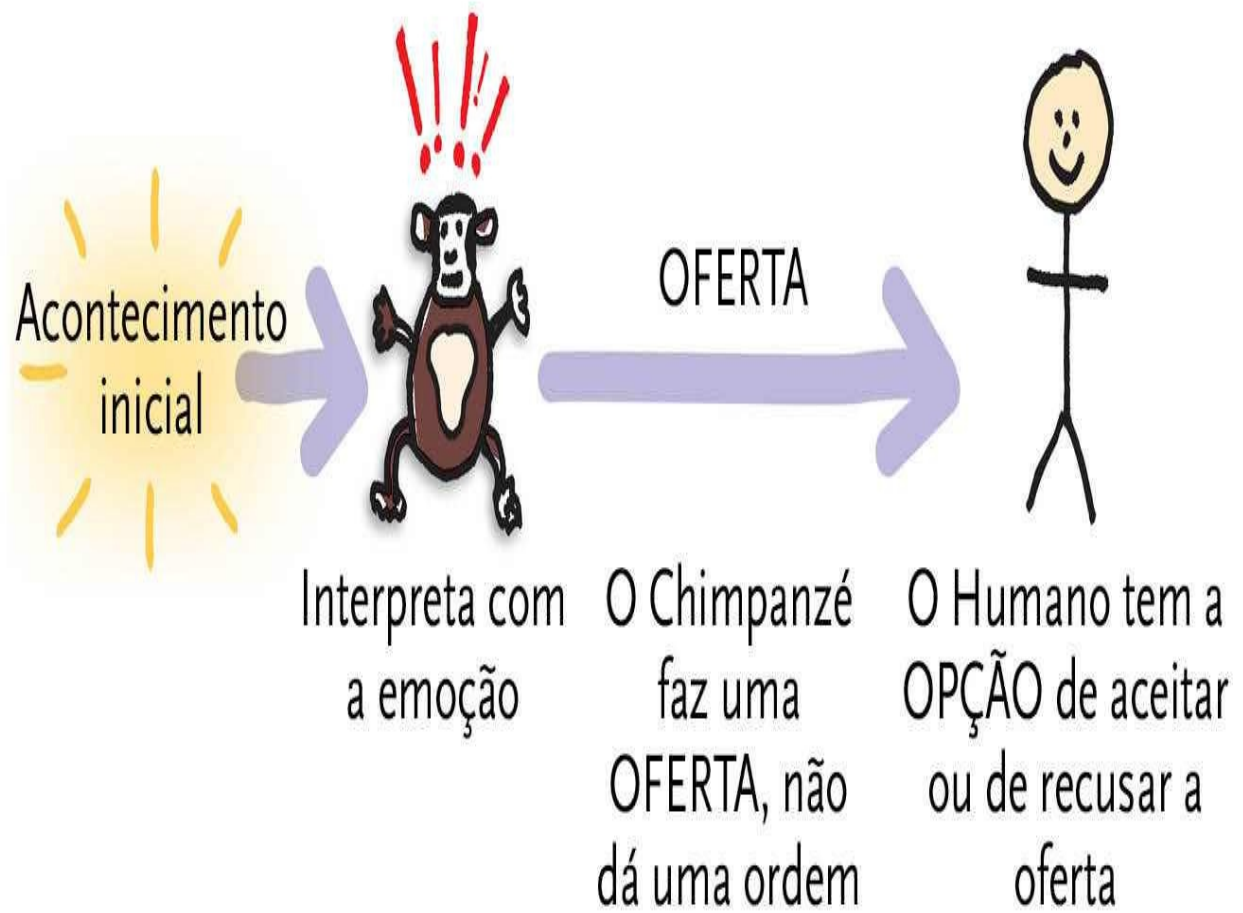 Acontecimento
inicial
!!!!
OFERTA
Interpreta com
a emoção
O Chimpanzé
faz uma
OFERTA, não
dá uma ordem
O Humano tem a
OPÇÃO de aceitar
ou de recusar a
oferta